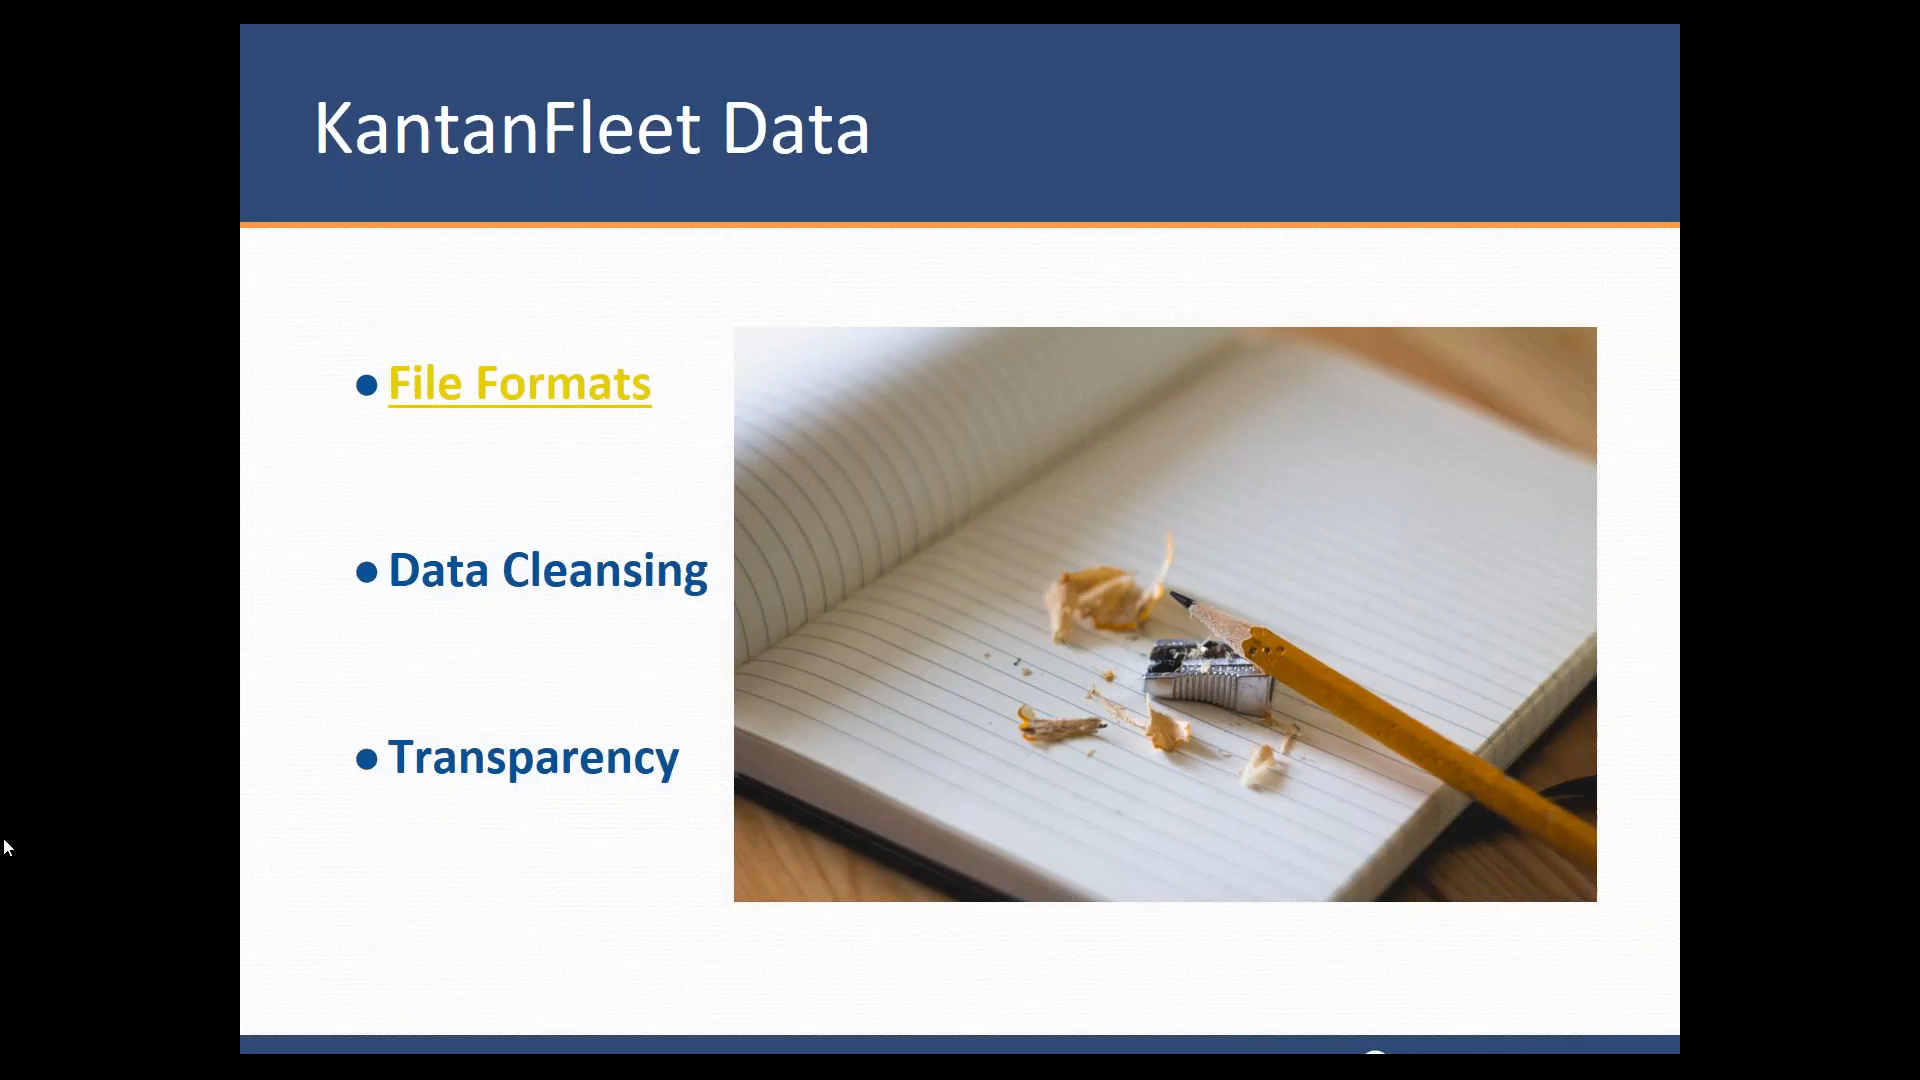 KantanFleet Data
• File Formats
• Data Cleansing
• Transparency